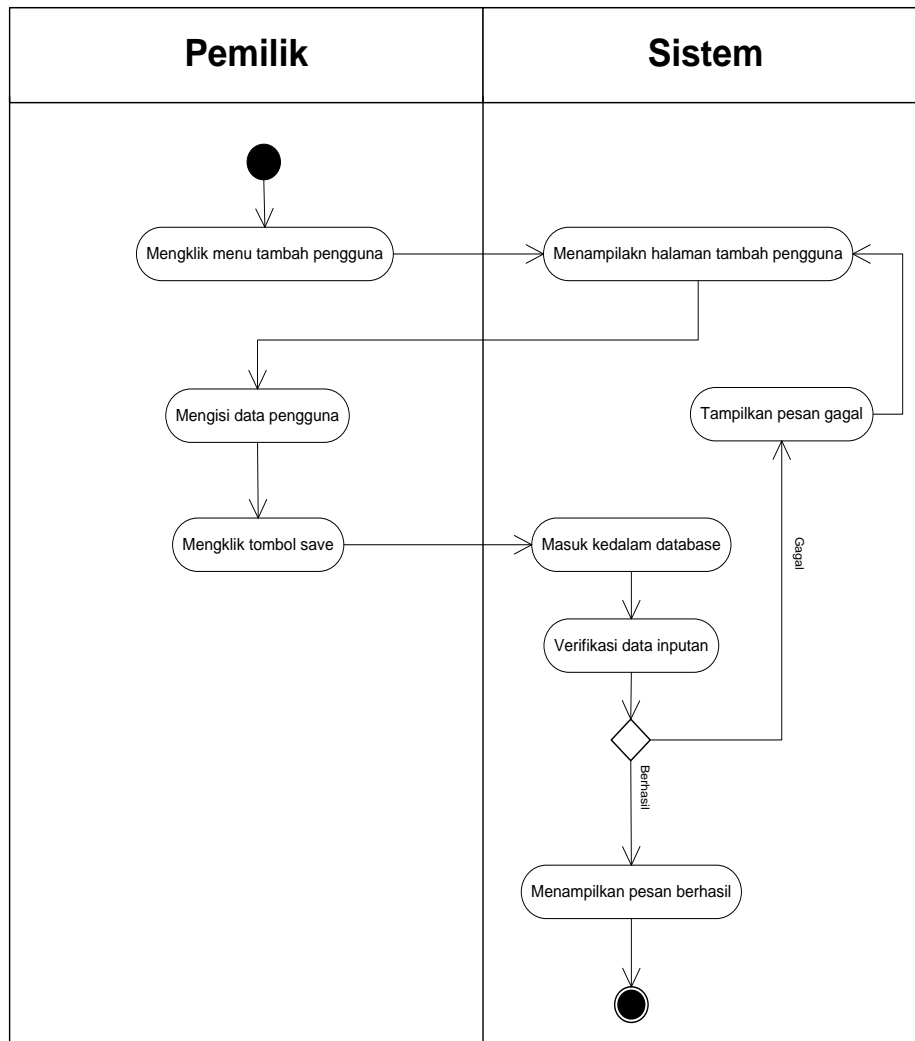 Pemilik
Sistem
Mengklik menu tambah pengguna
Menampilakn halaman tambah pengguna
Mengisi data pengguna
Tampilkan pesan gagal
Mengklik tombol save
Masuk kedalam database
Gagal
Verifikasi data inputan
Berhasil
Menampilkan pesan berhasil